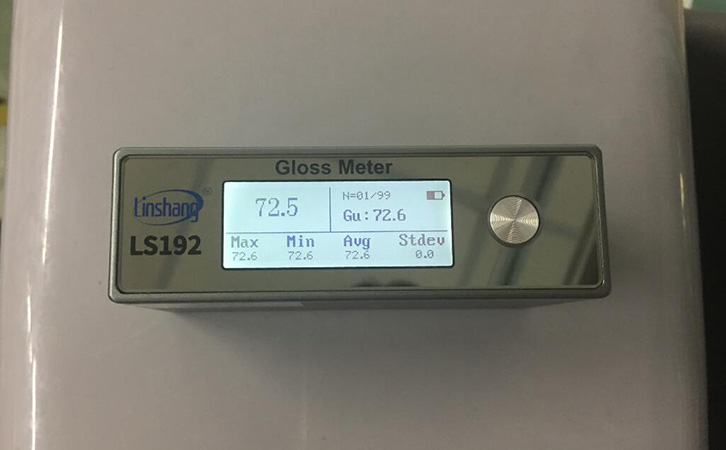 Gloss Meter
Linshang®
LS192
72.5
N=01/99
Gu:72.6
Max Min Avg Stdev
72.6 72.6 72.6 0.0